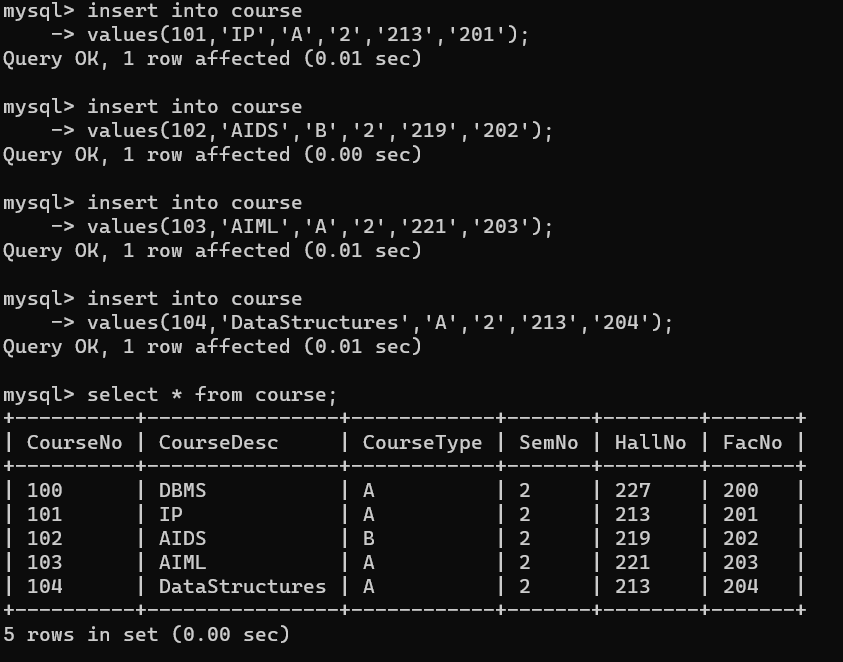 mysql> insert into course
    -> values(101,'IP','A','2','213','201');
Query OK, 1 row affected (0.01 sec)

mysql> insert into course
    -> values(102,'AIDS','B','2','219','202');
Query OK, 1 row affected (0.00 sec)

mysql> insert into course
    -> values(103,'AIML','A','2','221','203');
Query OK, 1 row affected (0.01 sec)

mysql> insert into course
    -> values(104,'DataStructures','A','2','213','204');
Query OK, 1 row affected (0.01 sec)

mysql> select * from course;
+----------+----------------+------------+-------+--------+-------+
| CourseNo | CourseDesc     | CourseType | SemNo | HallNo | FacNo |
+----------+----------------+------------+-------+--------+-------+
| 100      | DBMS           | A          | 2     | 227    | 200   |
| 101      | IP             | A          | 2     | 213    | 201   |
| 102      | AIDS           | B          | 2     | 219    | 202   |
| 103      | AIML           | A          | 2     | 221    | 203   |
| 104      | DataStructures | A          | 2     | 213    | 204   |
+----------+----------------+------------+-------+--------+-------+
5 rows in set (0.00 sec)